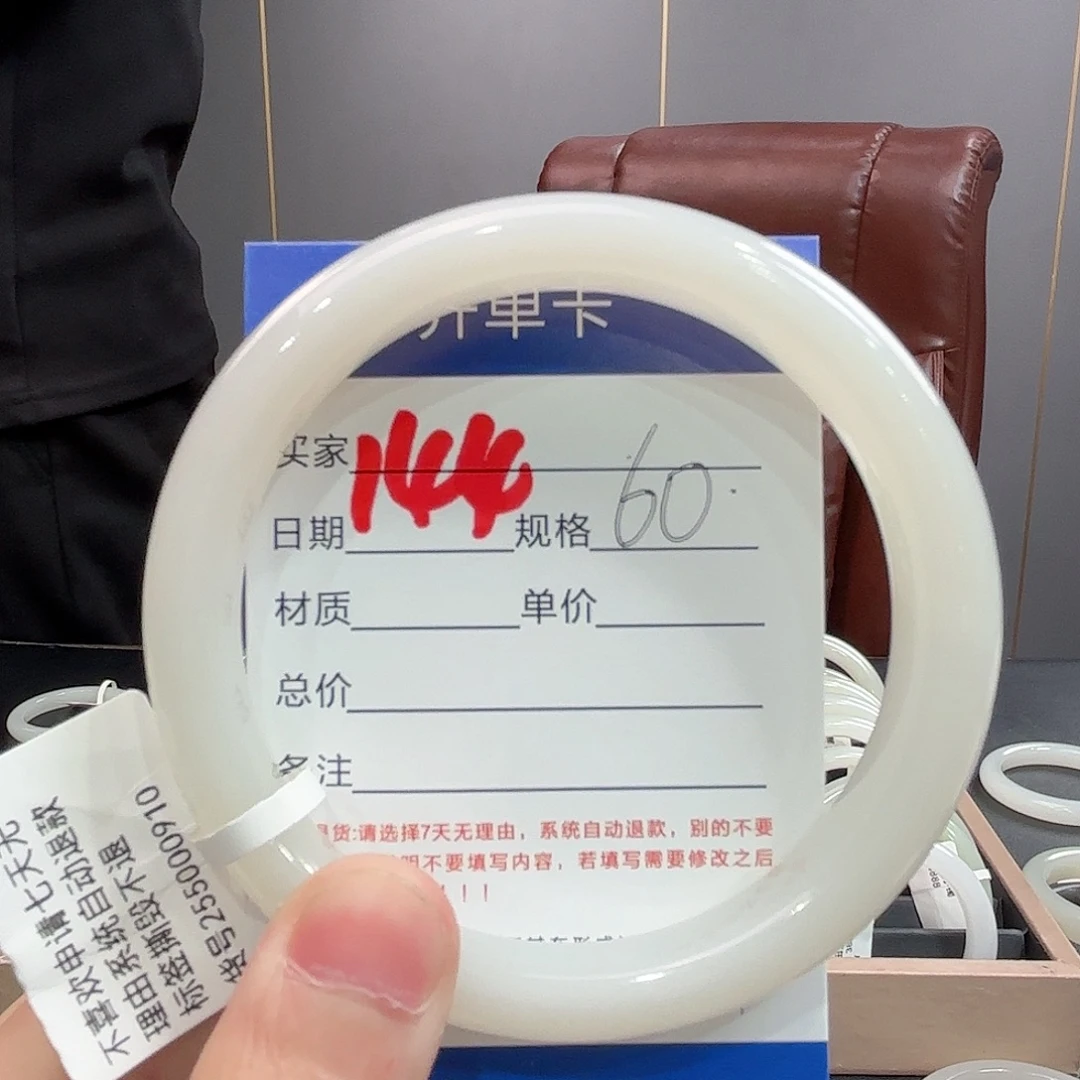 开单卡
买家
144
60.
日期 规格
材质 单价
总价
备注
退货:请选择7天无理由，系统自动退款，别的不要
不要填写内容，若填写需要修改之后
！！！
不喜欢申请七天无
理由系统自动退款
标签撕毁不退
货号5255000910